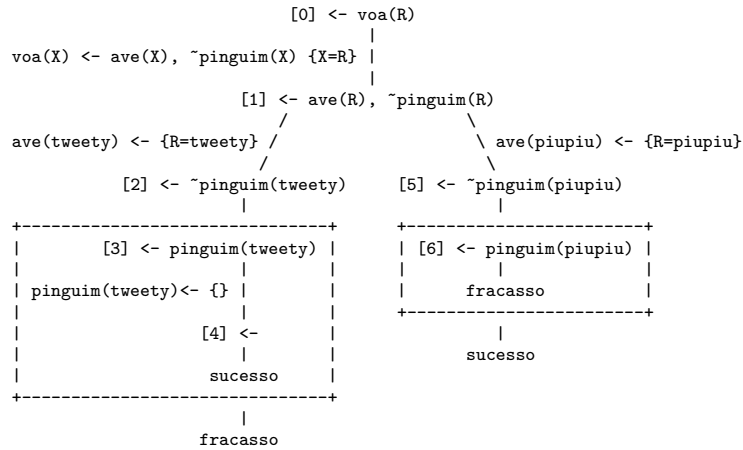 [0] <- voa(R)
voa(X) <- ave(X), ~pinguim(X) {X=R}
[1] <- ave(R), ~pinguim(R)
ave(tweety) <- {R=tweety} ave(piupiu) <- {R=piupiu}
[2] <- ~pinguim(tweety) [5] <- ~pinguim(piupiu)
[3] <- pinguim(tweety) [6] <- pinguim(piupiu)
pinguim(tweety)<- {} fracasso
[4] <-
sucesso
sucesso
fracasso